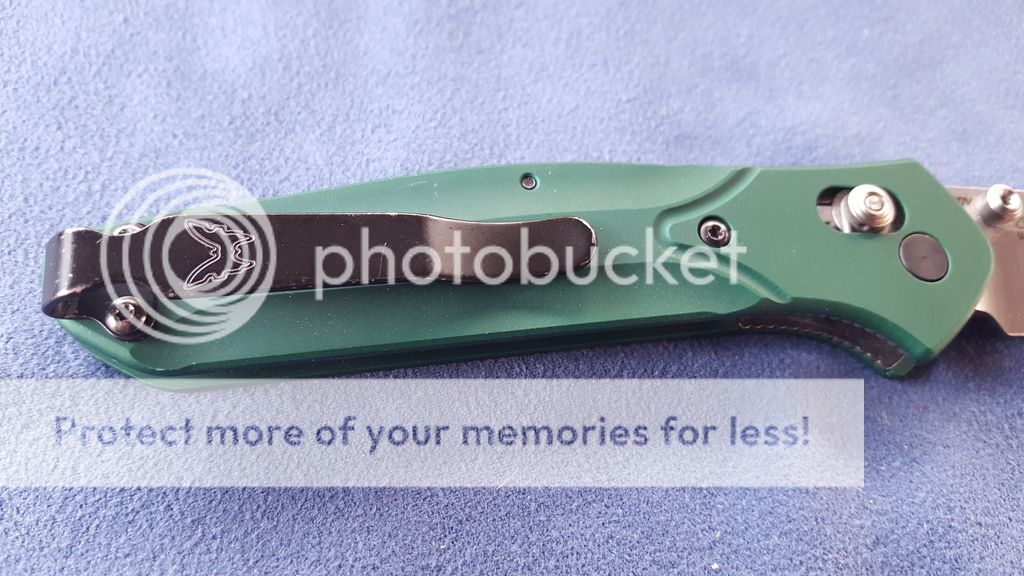 photobucket
Protect more of your memories for less!